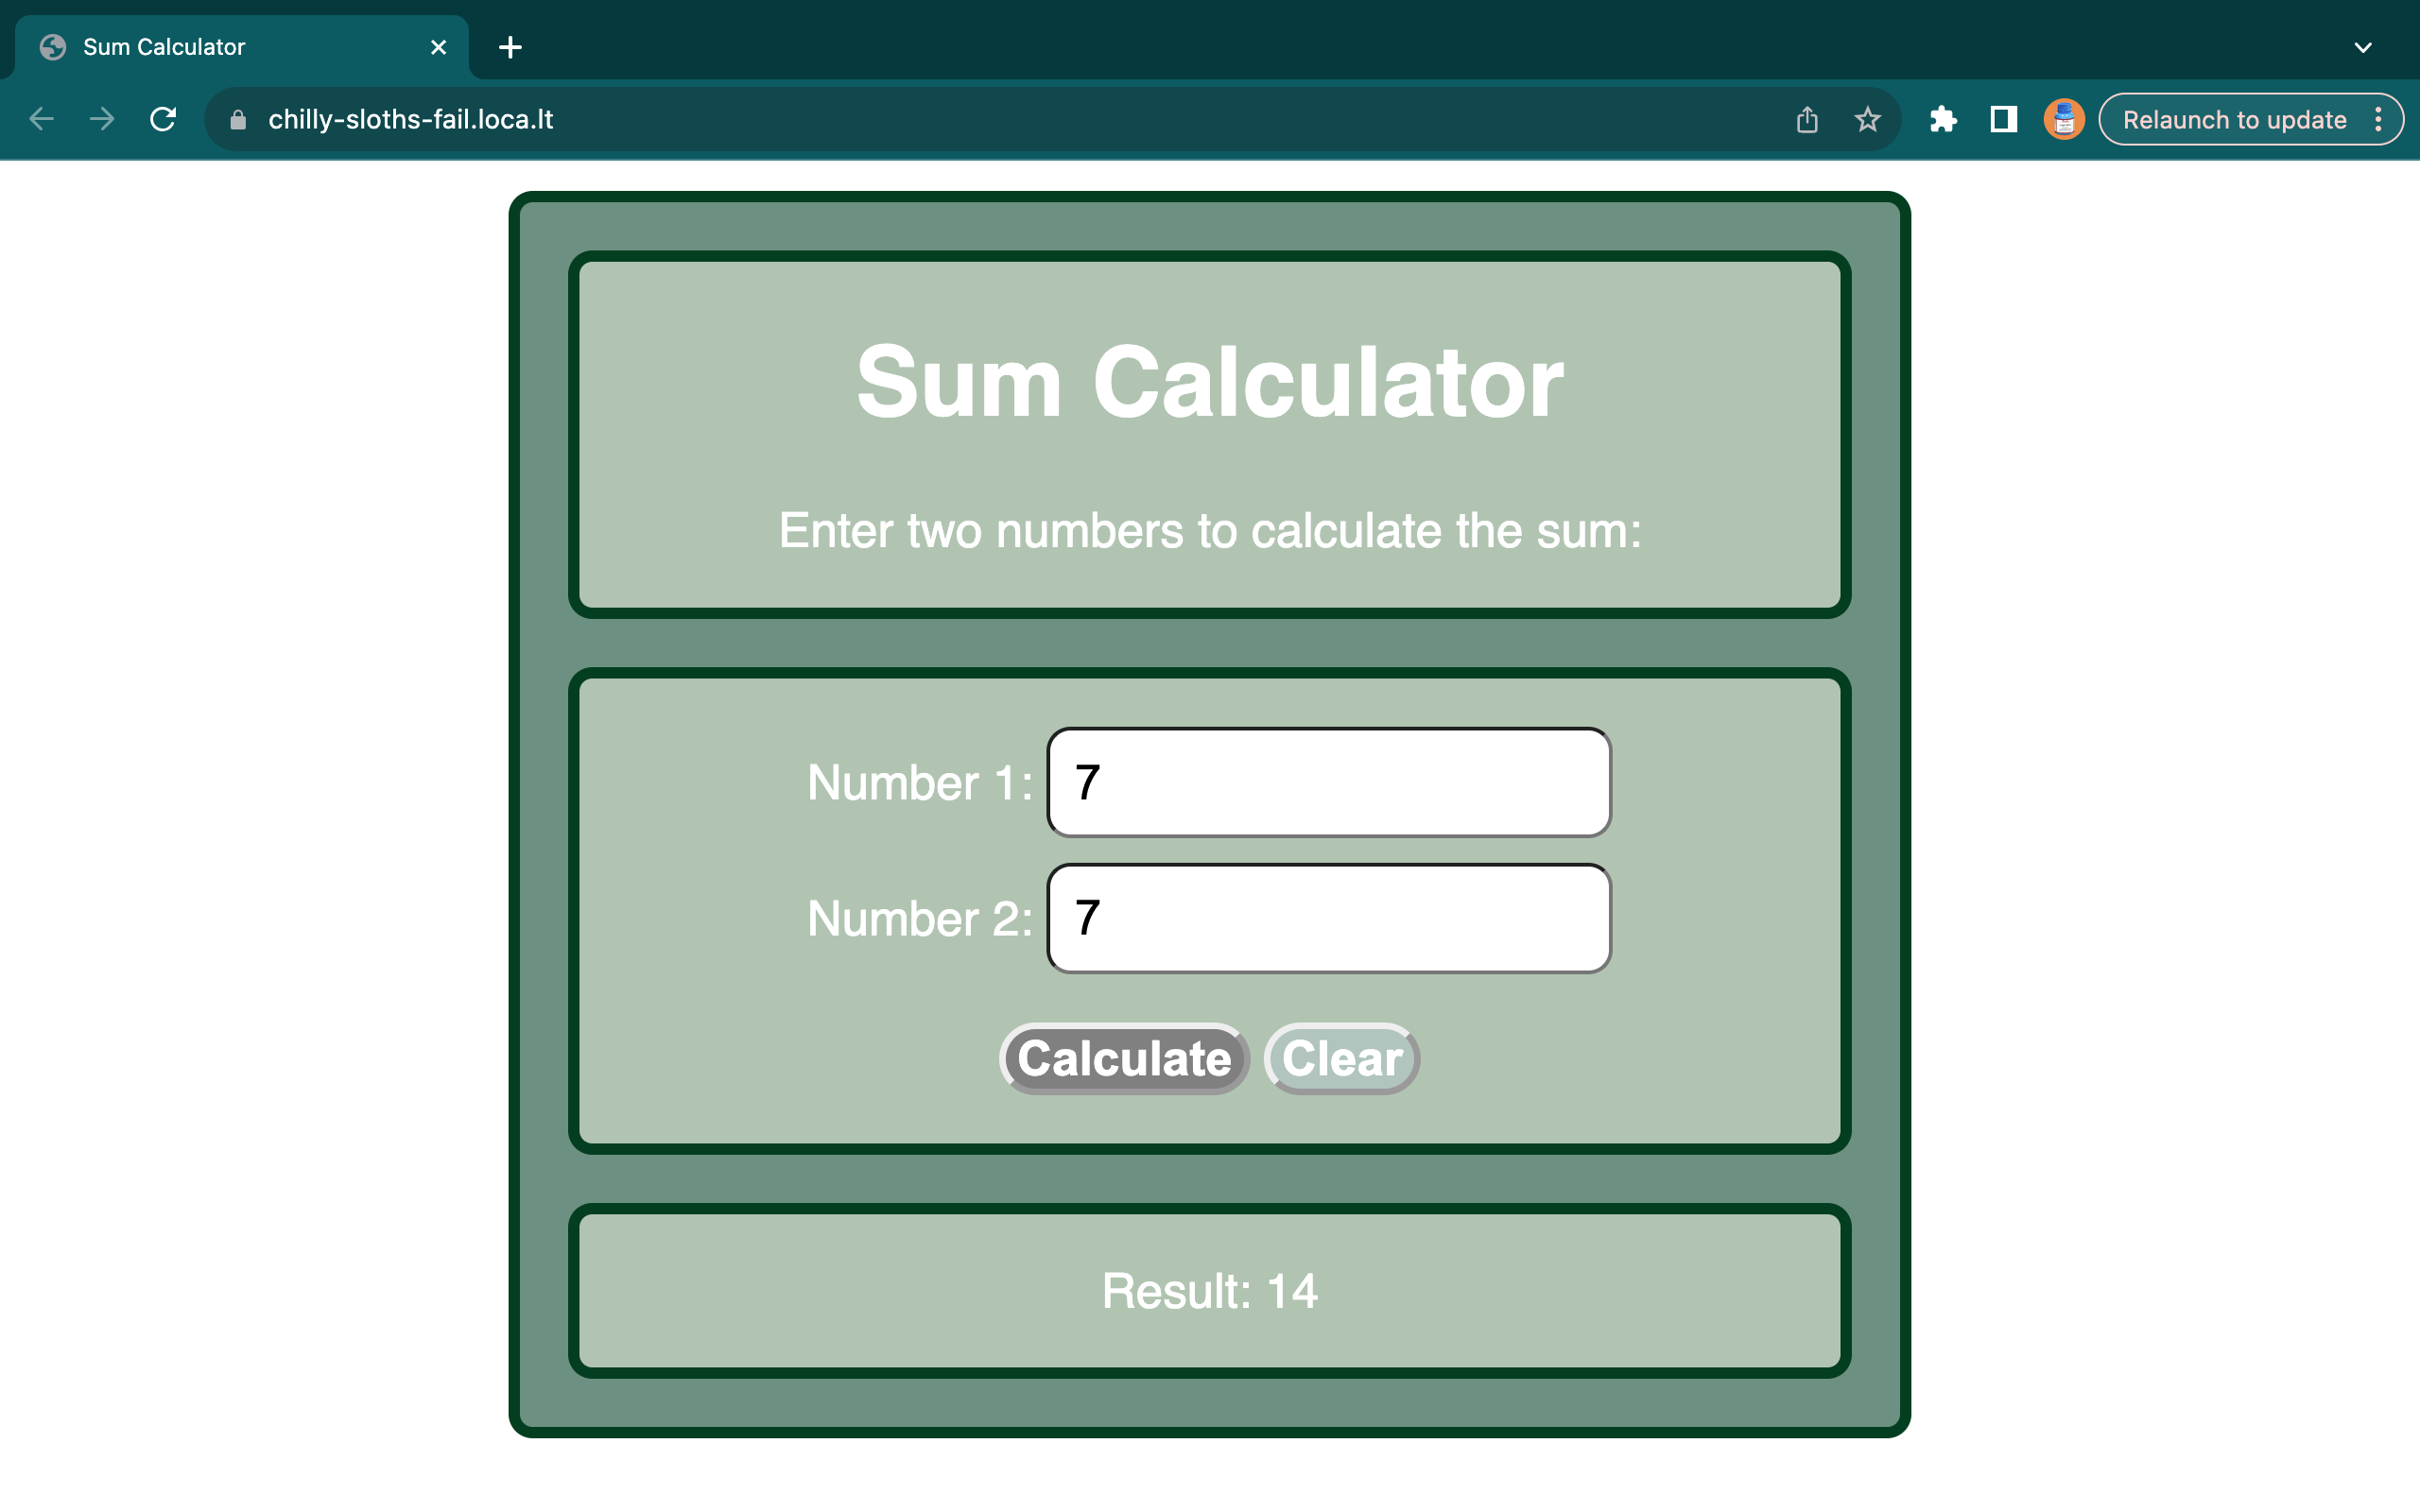 Sum Calculator
chilly-sloths-fail.loca.lt
Relaunch to update
Sum Calculator
Enter two numbers to calculate the sum:
Number 1: 7
Number 2: 7
Calculate Clear
Result: 14